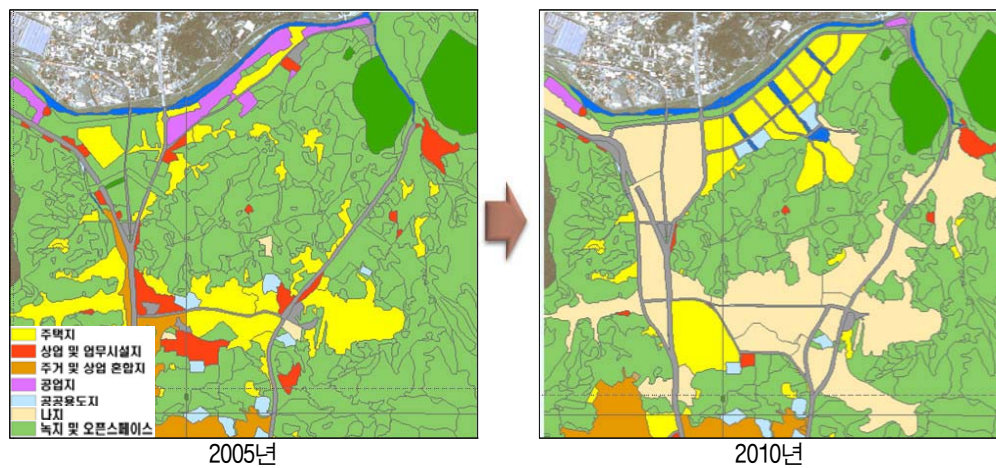 주택지
상업 및 업무시설지
주거 및 상업 혼합지
공업지
공공용도지
나지
녹지 및 오픈스페이스
2005년
2010년